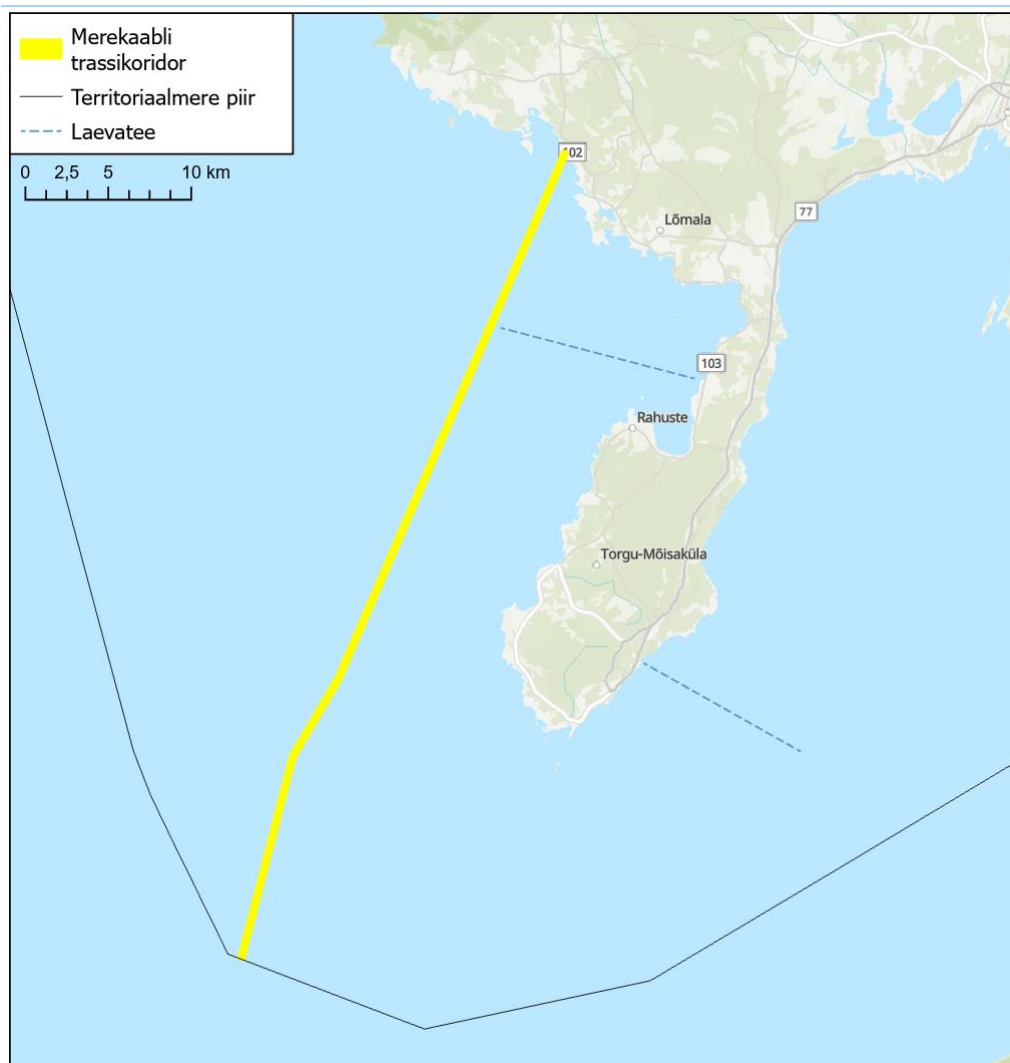 Merekaabli
trassikoridor
Territoriaalmere piir
Laevatee
0 2,5 5 10 km
102
Lõmala
77
103
Rahuste
Torgu-Mõisaküla